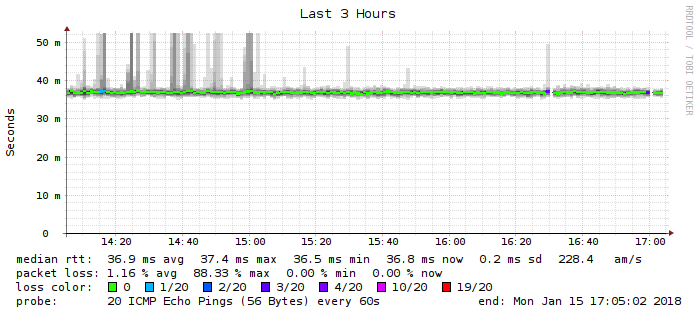 Last 3 Hours
RRDTOOL / TOBI OETIKER
Seconds
50 m
40 m
30 m
20 m
10 m
0
14:20 14:40 15:00 15:20 15:40 16:00 16:20 16:40 17:00
median rtt: 36.9 ms avg 37.4 ms max 36.5 ms min 36.8 ms now 0.2 ms sd 228.4 am/s
packet loss: 1.16 % avg 88.33 % max 0.00 % min 0.00 % now
loss color: 0 1/20 2/20 3/20 4/20 10/20 19/20
probe: 20 ICMP Echo Pings (56 Bytes) every 60s end: Mon Jan 15 17:05:02 2018